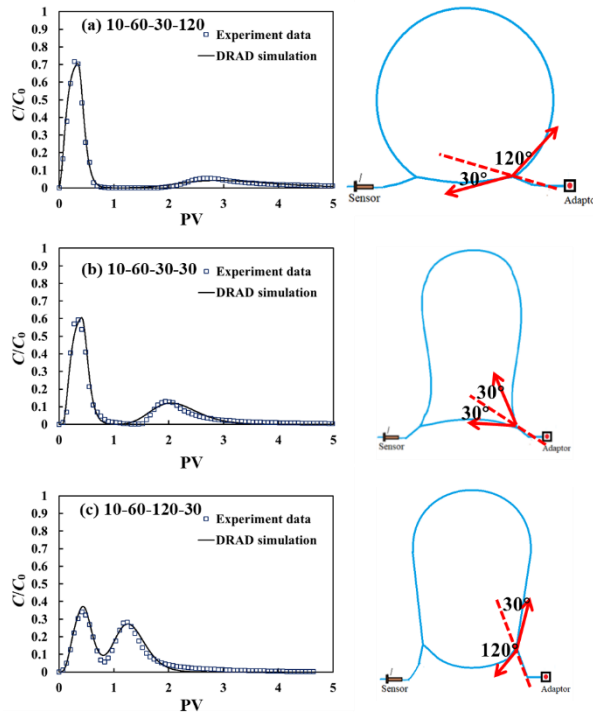 (a) 10-60-30-120
Experiment data
DRAD simulation
C/C0
1
0.9
0.8
0.7
0.6
0.5
0.4
0.3
0.2
0.1
0
0 1 2 3 4 5
PV
120°
30°
Sensor
Adaptor
(b) 10-60-30-30
Experiment data
DRAD simulation
C/C0
1
0.9
0.8
0.7
0.6
0.5
0.4
0.3
0.2
0.1
0
0 1 2 3 4 5
PV
30°
30°
Sensor
Adaptor
(c) 10-60-120-30
Experiment data
DRAD simulation
C/C0
1
0.9
0.8
0.7
0.6
0.5
0.4
0.3
0.2
0.1
0
0 1 2 3 4 5
PV
30°
120°
Sensor
Adaptor